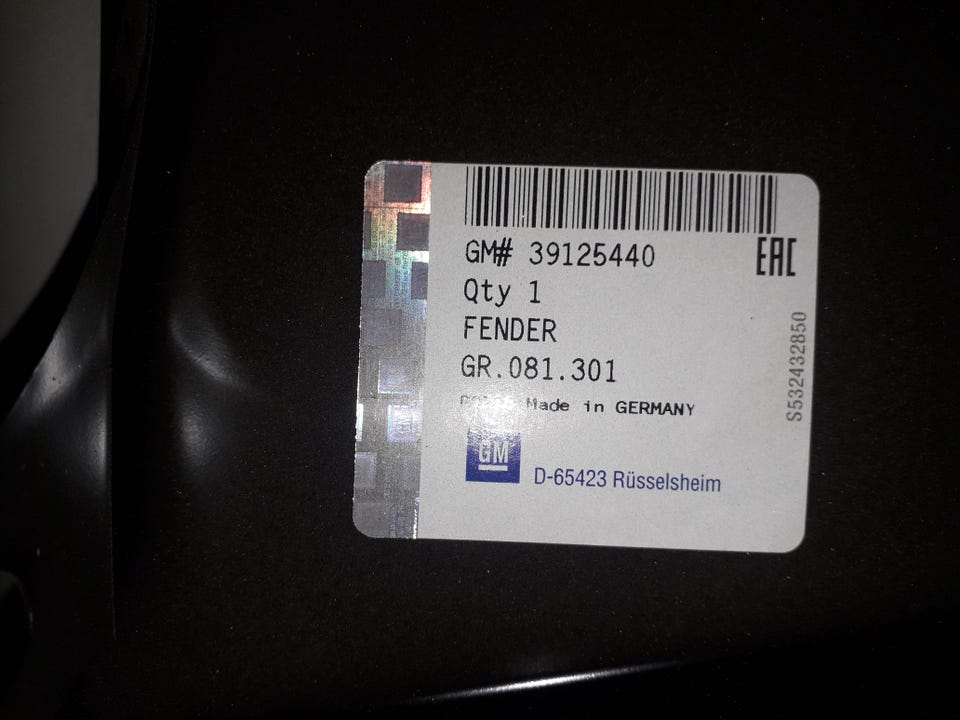 GM# 39125440
EAC
Qty 1
FENDER
GR.081.301
Made in GERMANY
S532432850
GM
D-65423 Rüsselsheim